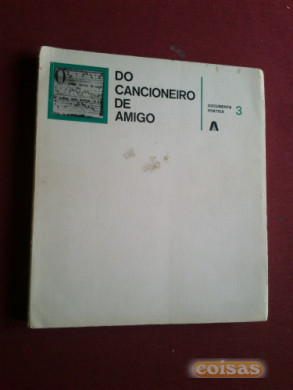 DO
CANCIONEIRO
DE
AMIGO
DOCUMENTA
POETICA
3
A
coisas